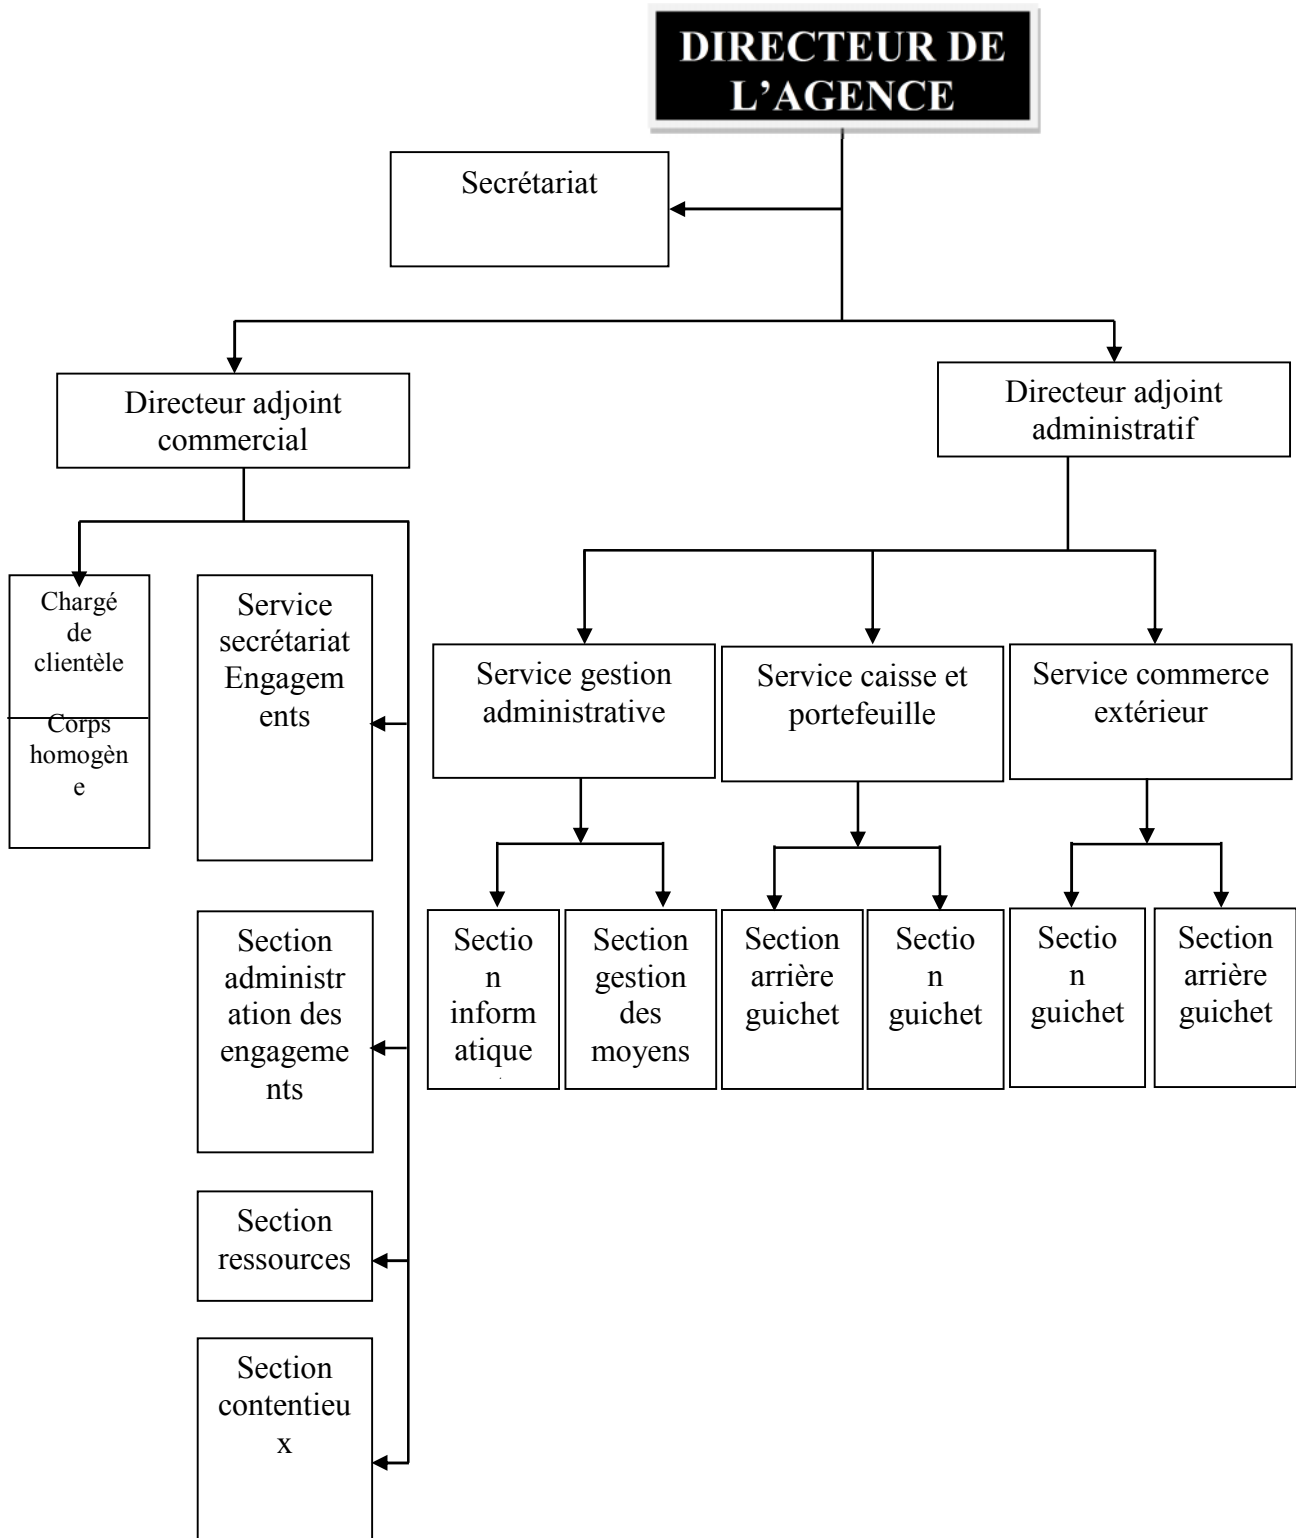 DIRECTEUR DE
L’AGENCE
Secrétariat
Directeur adjoint
commercial
Directeur adjoint
administratif
Chargé
de
clientèle
Corps
homogèn
e
Service
secrétariat
Engagem
ents
Service gestion
administrative
Service caisse et
portefeuille
Service commerce
extérieur
Section
administr
ation des
engageme
nts
Sectio
n
inform
atique
Section
gestion
des
moyens
Section
arrière
guichet
Sectio
n
guichet
Sectio
n
guichet
Section
arrière
guichet
Section
ressources
Section
contentieu
x